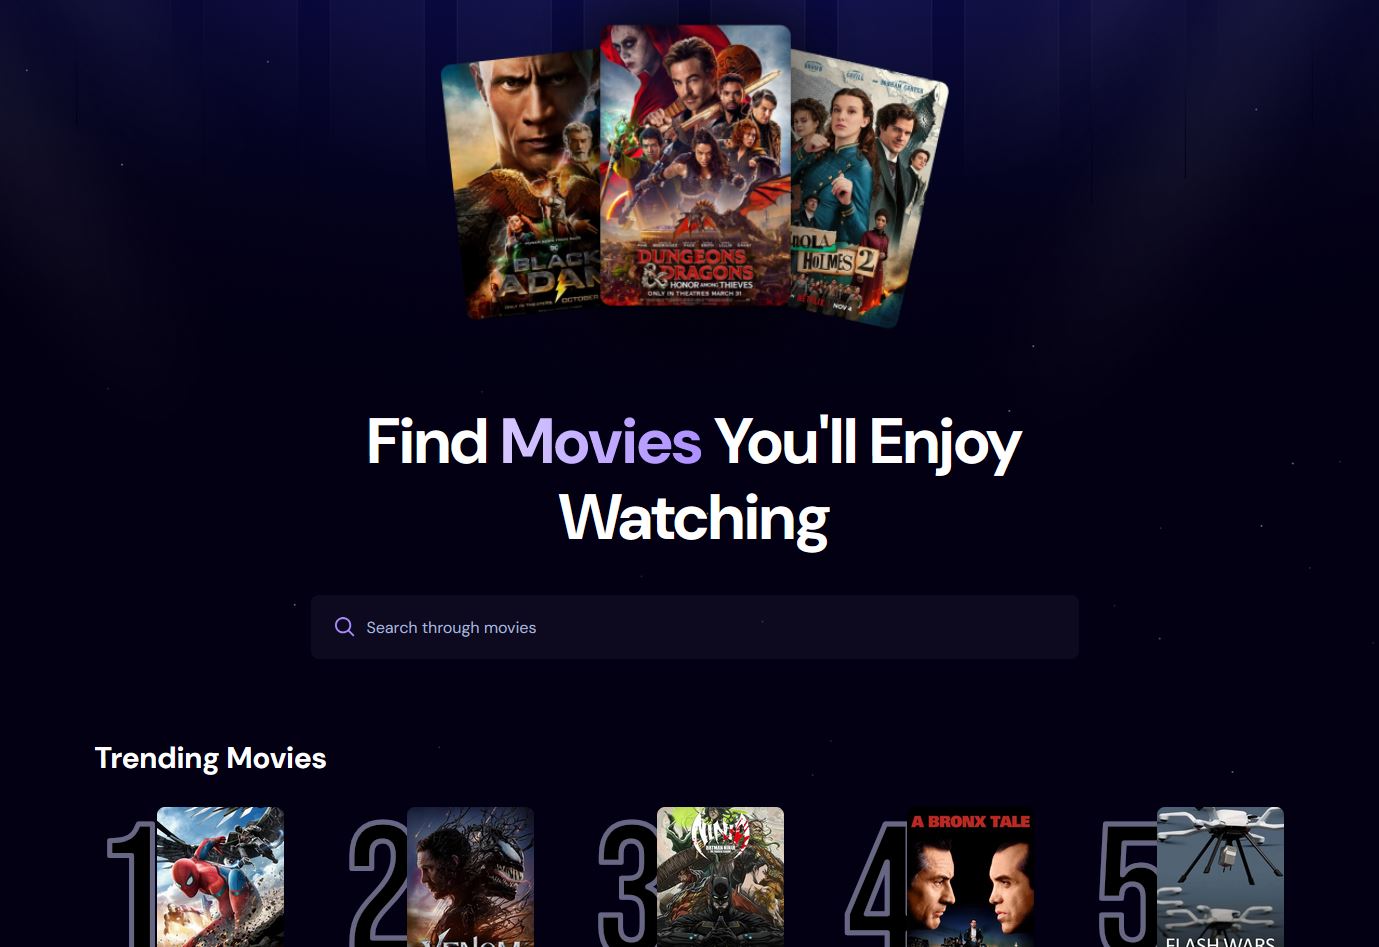 BLACK
ADAM
OCTOBER
DUNGEONS
& DRAGONS
HONOR AMONG THIEVES
ONLY IN THEATRES MARCH 31
HOLMES 2
NETFLIX
NOV 4
Find Movies You'll Enjoy
Watching
Search through movies
Trending Movies
1
2
VENOM
3
NINJA
BATMAN NINJA
4
A BRONX TALE
5
FLASH WARS